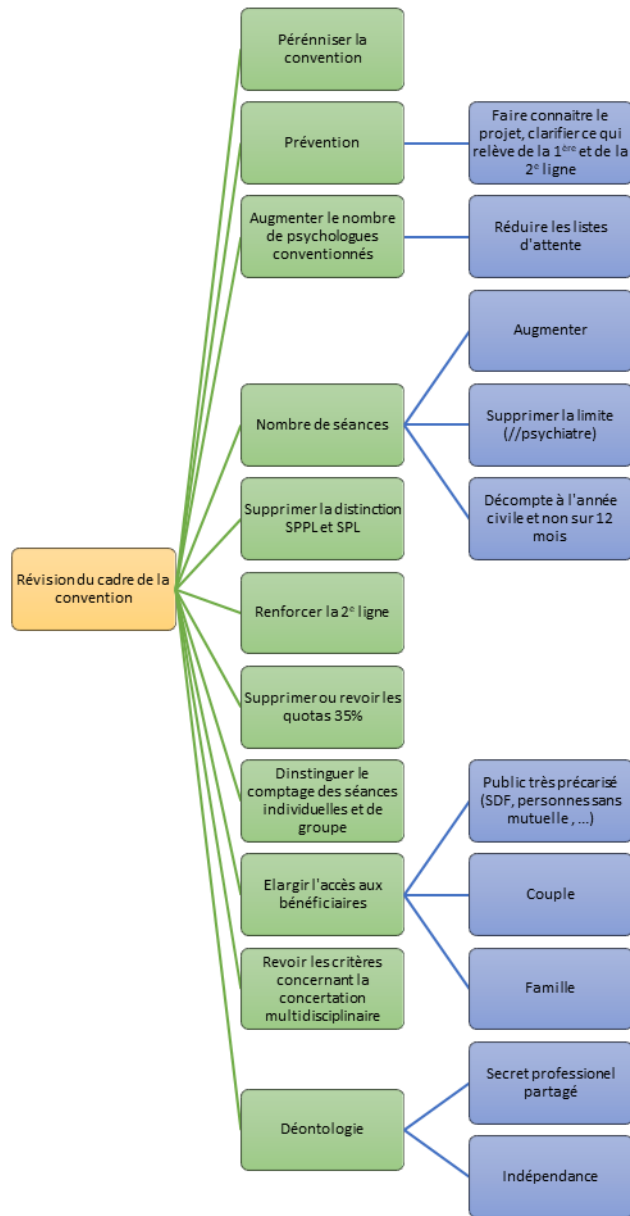 Pérénniser la
convention
Prévention
Faire connaitre le
projet, clarifier ce qui
relève de la 1ère et de la
2e ligne
Augmenter le nombre
de psychologues
conventionnés
Réduire les listes
d'attente
Nombre de séances
Augmenter
Supprimer la limite
(//psychiatre)
Décompte à l'année
civile et non sur 12
mois
Supprimer la distinction
SPPL et SPL
Révision du cadre de la
convention
Renforcer la 2e ligne
Supprimer ou revoir les
quotas 35%
Dinstinguer le
comptage des séances
individuelles et de
groupe
Elargir l'accès aux
bénéficiaires
Public très précarisé
(SDF, personnes sans
mutuelle , ...)
Couple
Famille
Revoir les critères
concernant la
concertation
multidisciplinaire
Déontologie
Secret professionel
partagé
Indépendance